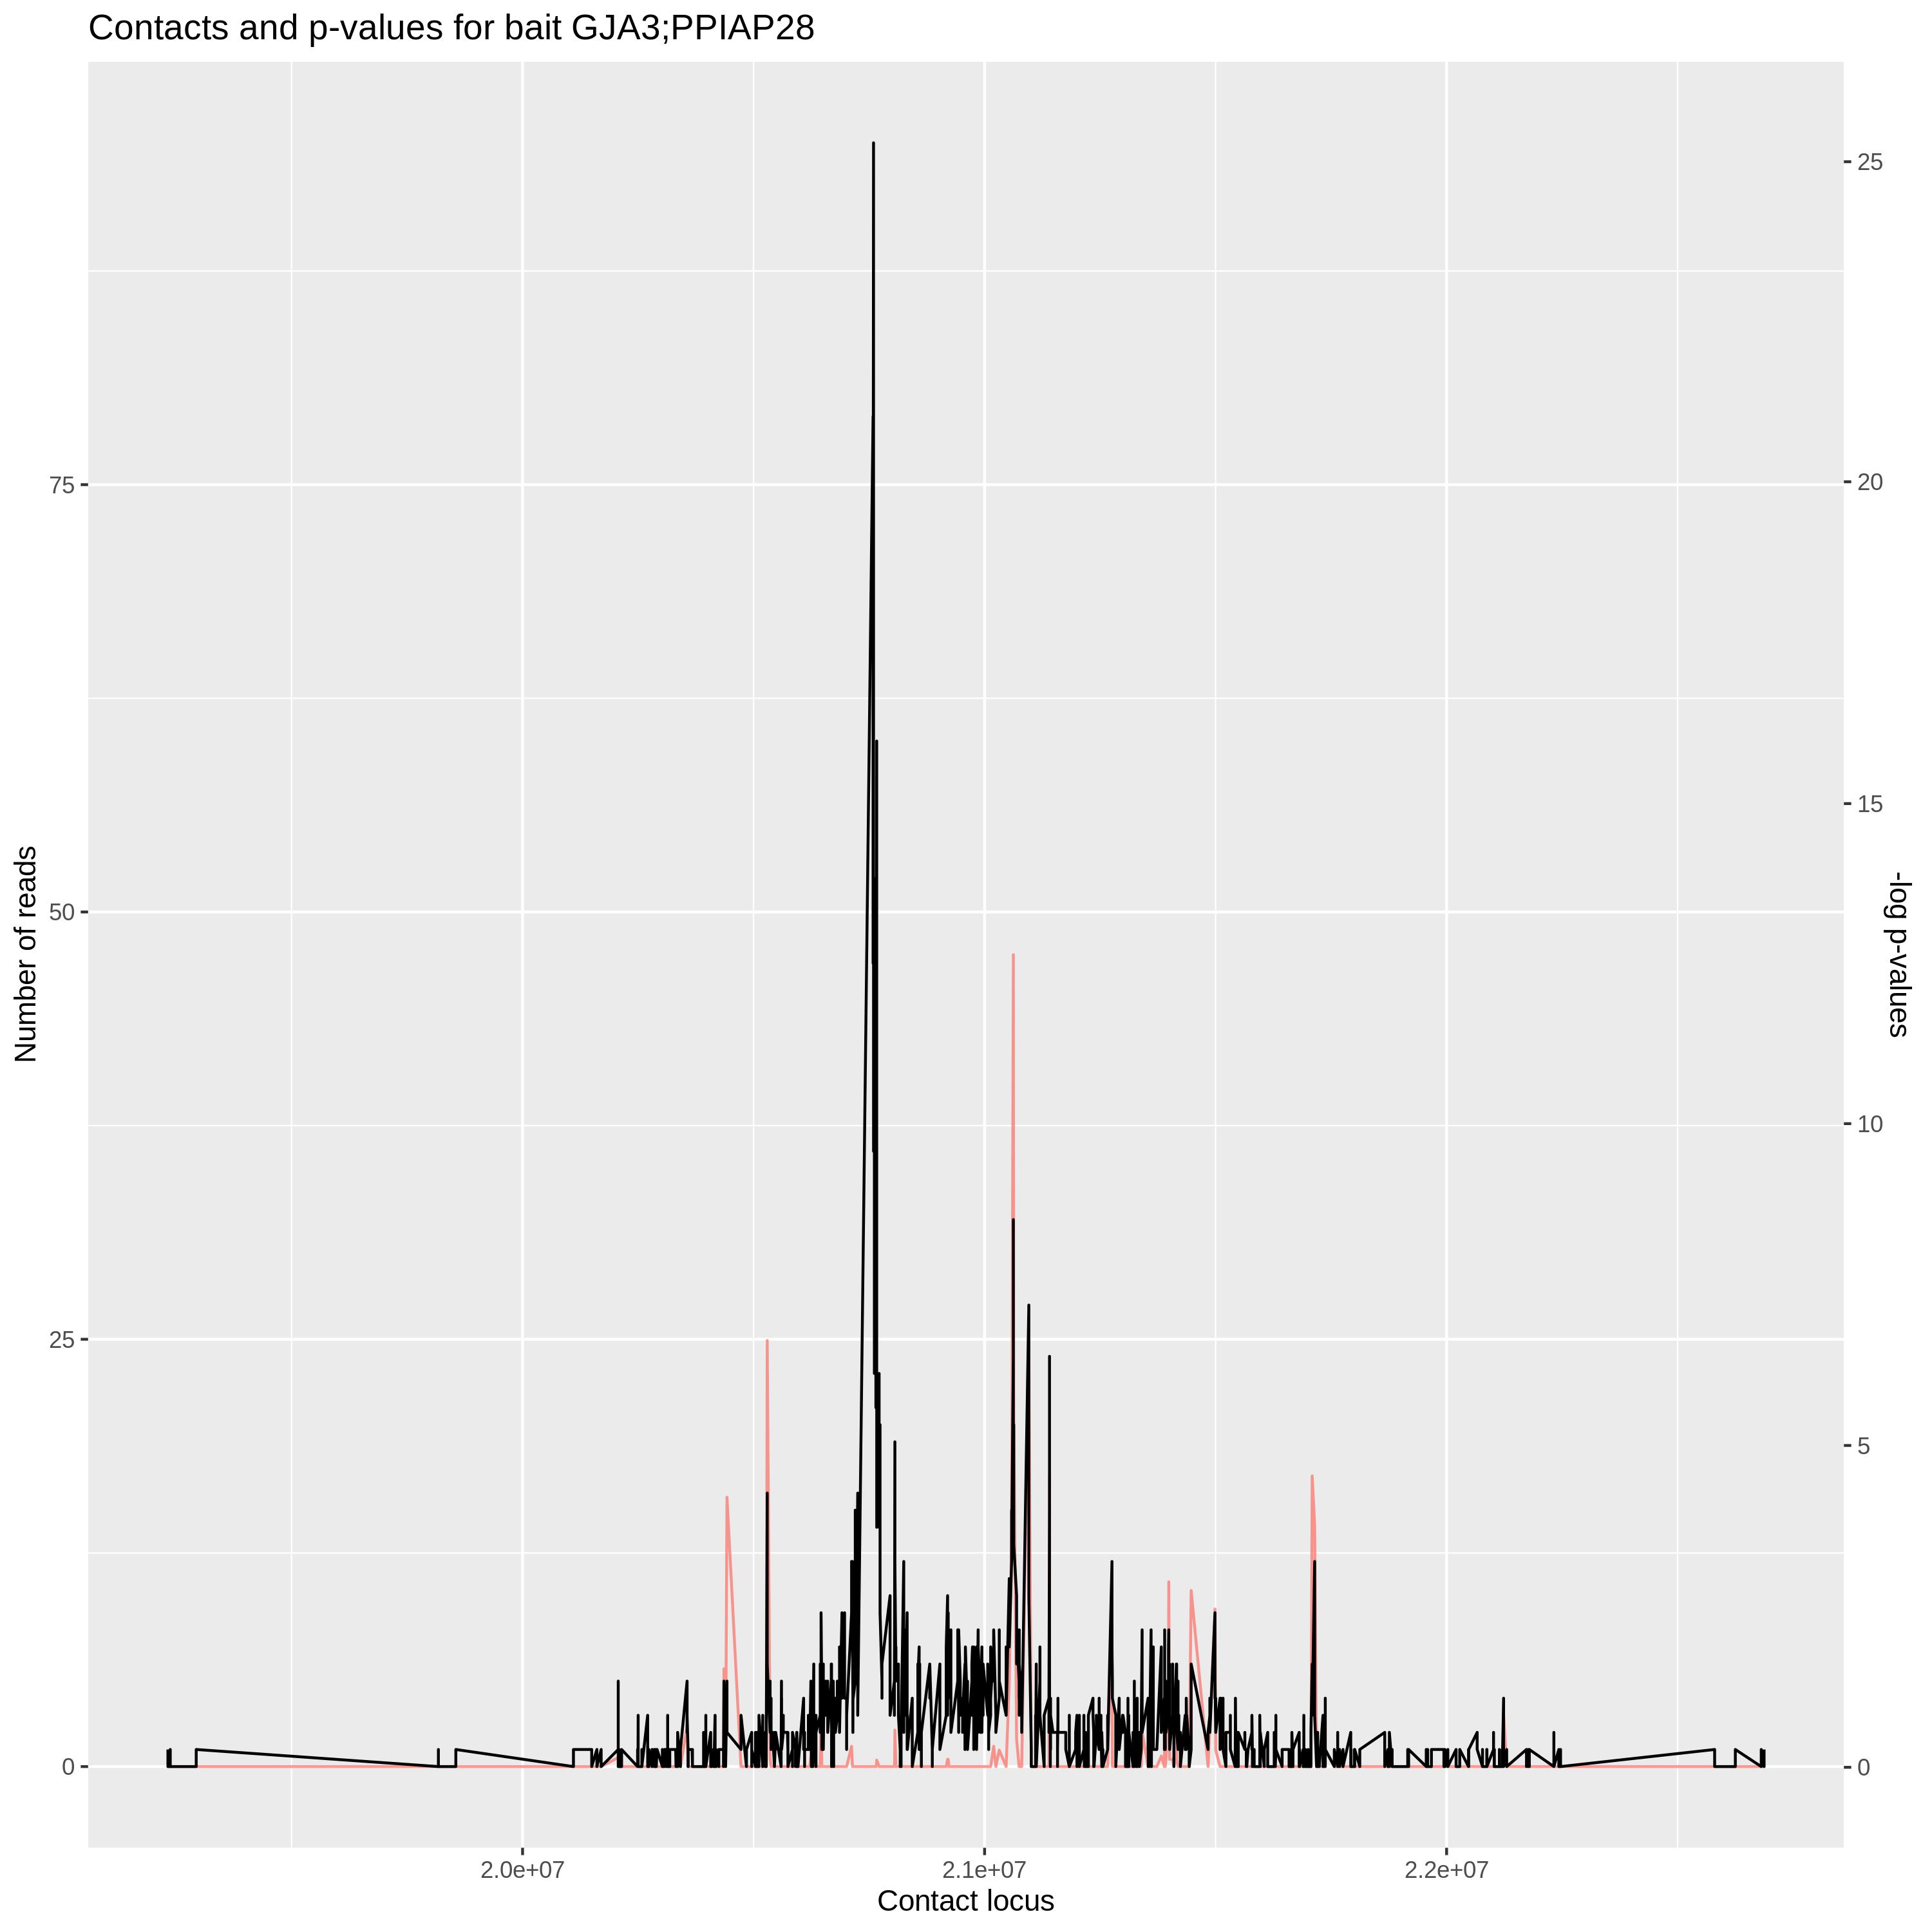 Contacts and p-values for bait GJA3;PPIAP28
Number of reads
75
50
25
0
25
20
15
10
5
0
-log p-values
2.0e+07
2.1e+07
2.2e+07
Contact locus